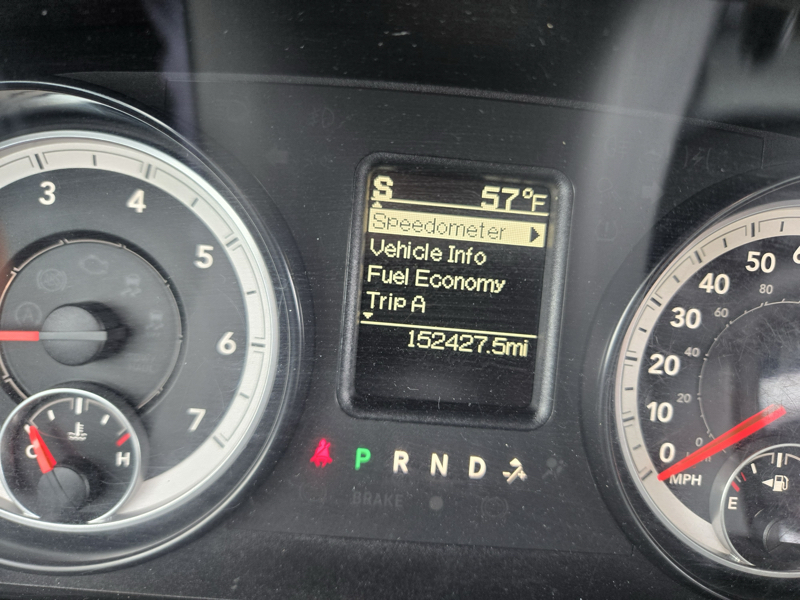 S 57°F
Speedometer
Vehicle Info
Fuel Economy
Trip A
152427.5mi
3 4 5 6 7
C H
P R N D
BRAKE
0 10 20 30 40 50
0 20 40 60 80
MPH
E